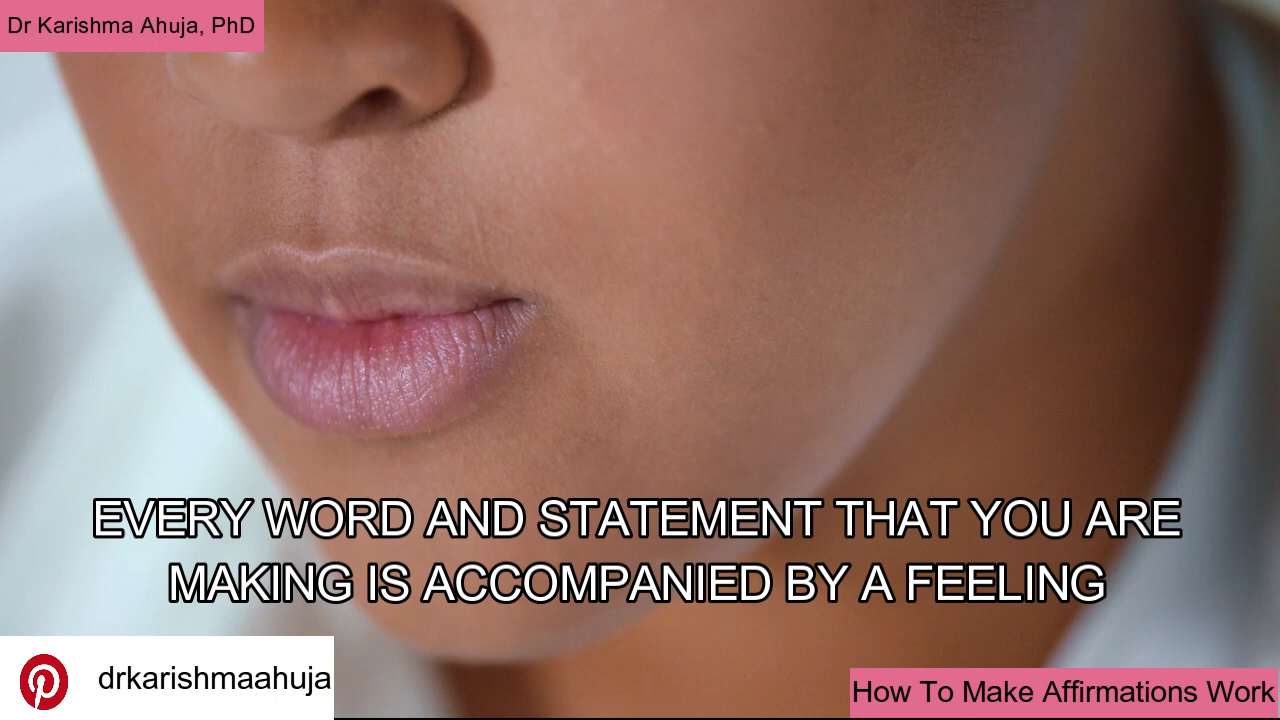 Dr Karishma Ahuja, PhD
EVERY WORD AND STATEMENT THAT YOU ARE
MAKING IS ACCOMPANIED BY A FEELING
drkarishmaahuja
How To Make Affirmations Work